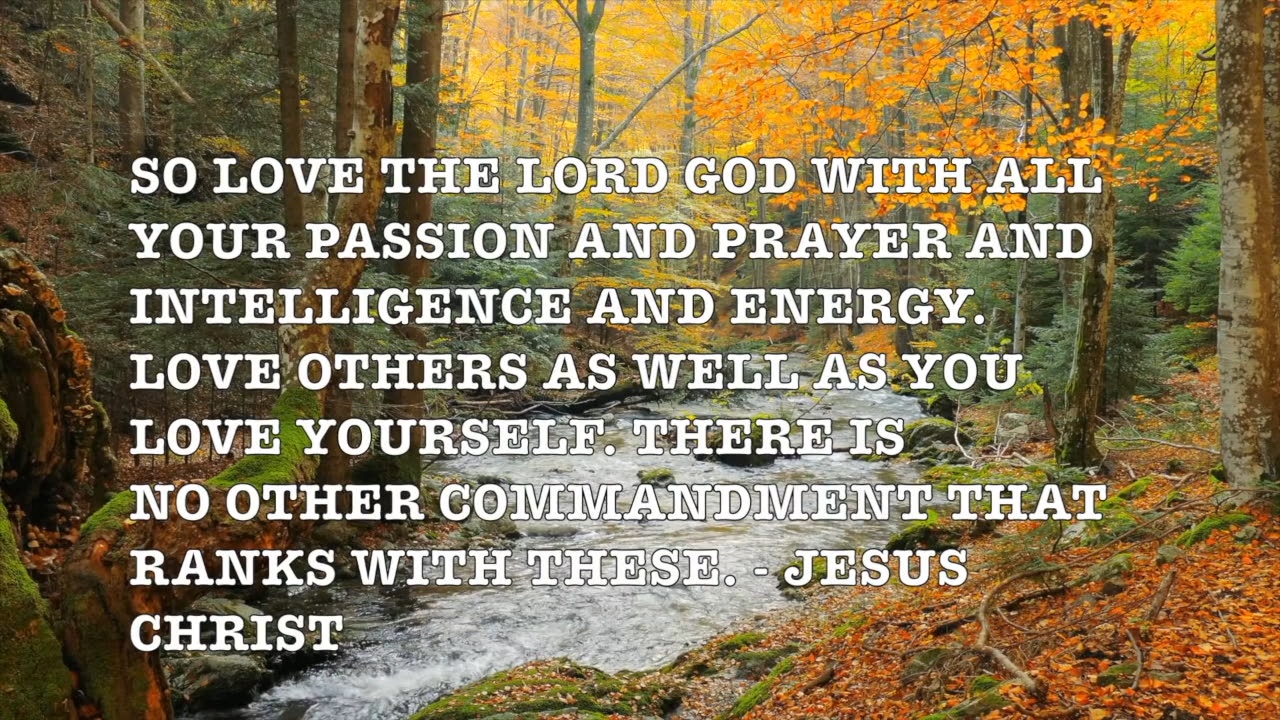 SO LOVE THE LORD GOD WITH ALL
YOUR PASSION AND PRAYER AND
INTELLIGENCE AND ENERGY.
LOVE OTHERS AS WELL AS YOU
LOVE YOURSELF. THERE IS
NO OTHER COMMANDMENT THAT
RANKS WITH THESE. - JESUS
CHRIST